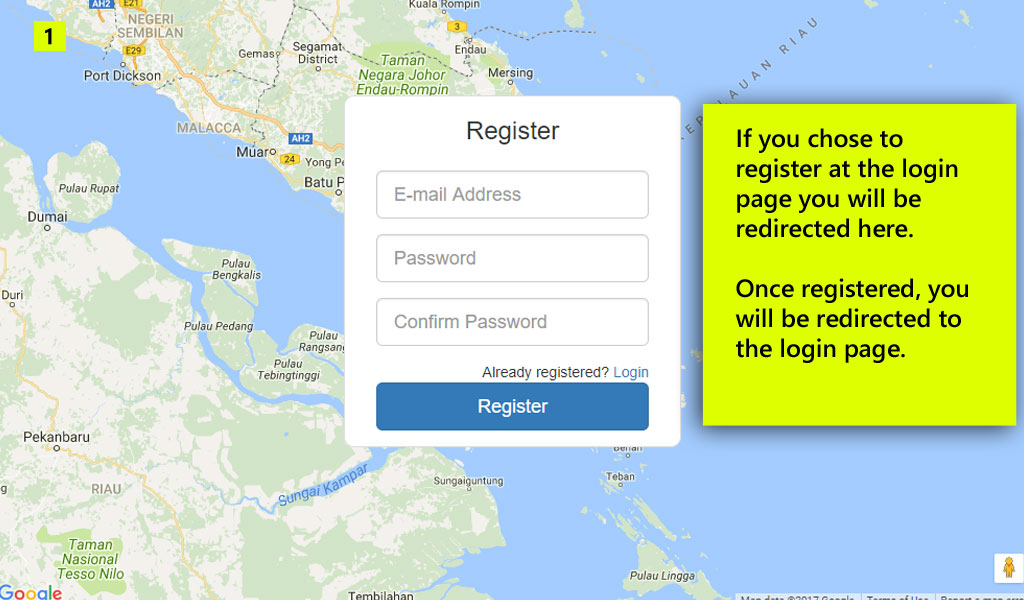 AH2
E21
Kuala Rompin
1
NEGERI
SEMBILAN
3
E29
Gemas
Segamat
District
Endau
Port Dickson
Taman
Negara Johor
Endau-Rompin
Mersing
MALACCA
AH2
Muar
24
Yong Pe
Batu P
Register
E-mail Address
Password
Confirm Password
Already registered? Login
Register
If you chose to
register at the login
page you will be
redirected here.
Once registered, you
will be redirected to
the login page.
Pulau Rupat
Dumai
Pulau
Bengkalis
Duri
Pulau Pedang
Pulau
Rangsang
Pulau
Tebingtinggi
Pekanbaru
RIAU
Sungai Kampar
Sungaiguntung
Benan
Teban
Taman
Nasional
Tesso Nilo
Pulau Lingga
Tembilahan
Google
Map data ©2017 Google
Terms of Use
Report a map error